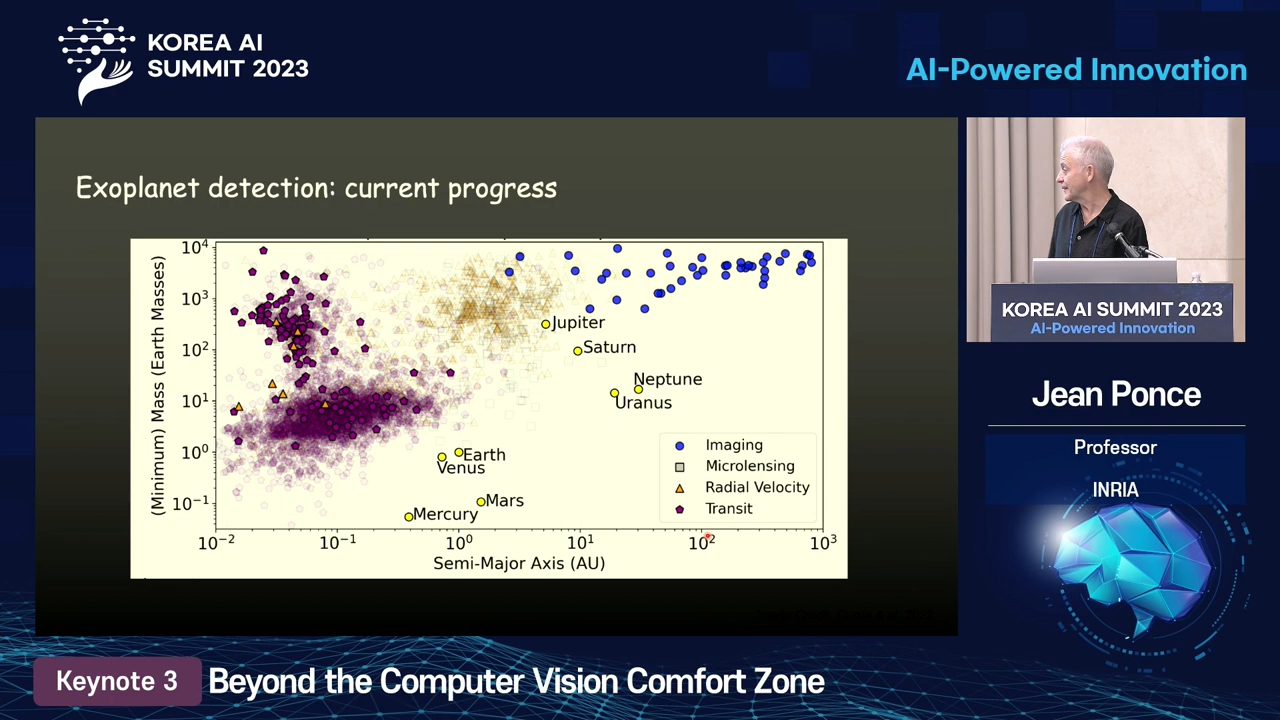 KOREA AI
SUMMIT 2023
AI-Powered Innovation
Exoplanet detection: current progress
(Minimum) Mass (Earth Masses)
10^4
10^3
10^2
10^1
10^0
10^-1
Jupiter
Saturn
Neptune
Uranus
Earth
Venus
Mars
Mercury
Imaging
Microlensing
Radial Velocity
Transit
10^-2
10^-1
10^0
10^1
10^2
10^3
Semi-Major Axis (AU)
KOREA AI SUMMIT 2023
AI-Powered Innovation
Jean Ponce
Professor
INRIA
Keynote 3
Beyond the Computer Vision Comfort Zone